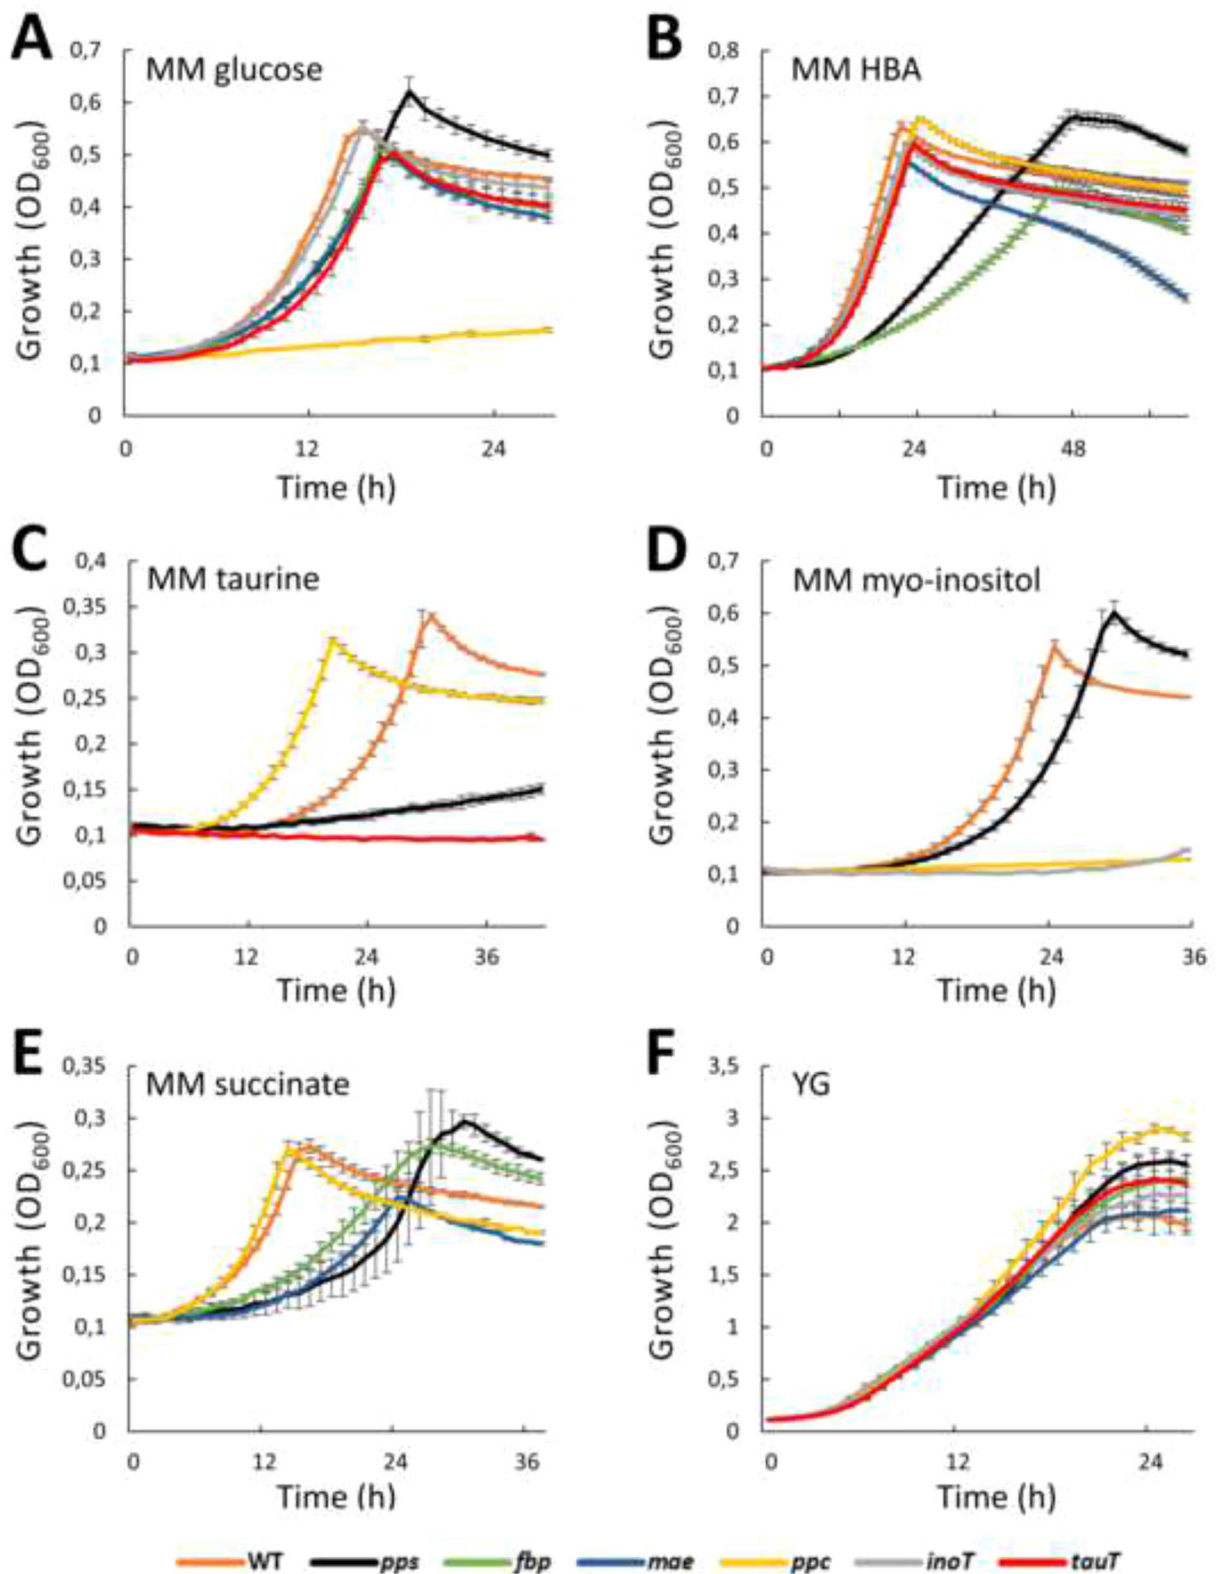 A
MM glucose
Growth (OD600)
0,7
0,6
0,5
0,4
0,3
0,2
0,1
0
0 12 24
Time (h)
B
MM HBA
Growth (OD600)
0,8
0,7
0,6
0,5
0,4
0,3
0,2
0,1
0
0 24 48
Time (h)
C
MM taurine
Growth (OD600)
0,4
0,35
0,3
0,25
0,2
0,15
0,1
0,05
0
0 12 24 36
Time (h)
D
MM myo-inositol
Growth (OD600)
0,7
0,6
0,5
0,4
0,3
0,2
0,1
0
0 12 24 36
Time (h)
E
MM succinate
Growth (OD600)
0,35
0,3
0,25
0,2
0,15
0,1
0,05
0
0 12 24 36
Time (h)
F
YG
Growth (OD600)
3,5
3
2,5
2
1,5
1
0,5
0
0 12 24
Time (h)
WT pps fbp mae ppc inoT tauT